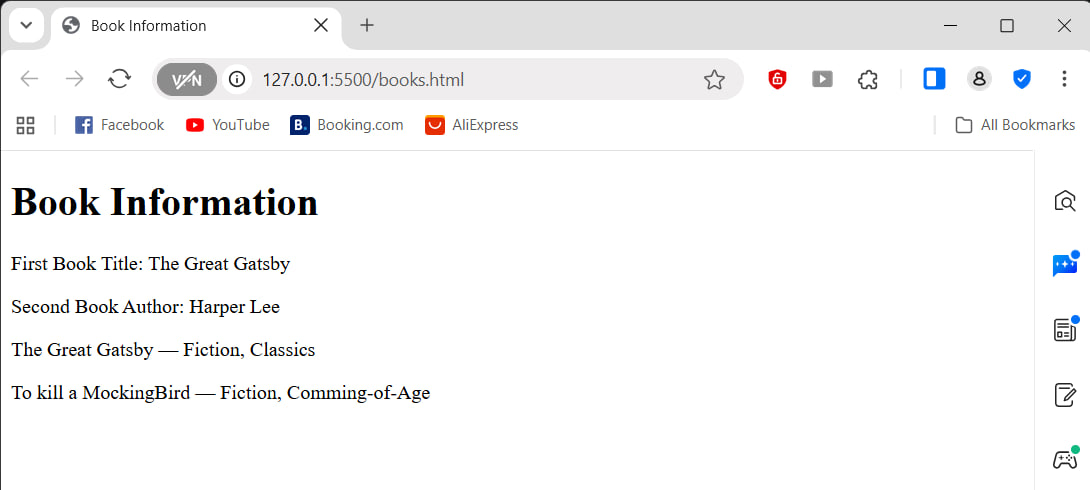 Book Information
VPN
127.0.0.1:5500/books.html
Facebook YouTube B. Booking.com AliExpress All Bookmarks
Book Information
First Book Title: The Great Gatsby
Second Book Author: Harper Lee
The Great Gatsby — Fiction, Classics
To kill a MockingBird — Fiction, Comming-of-Age